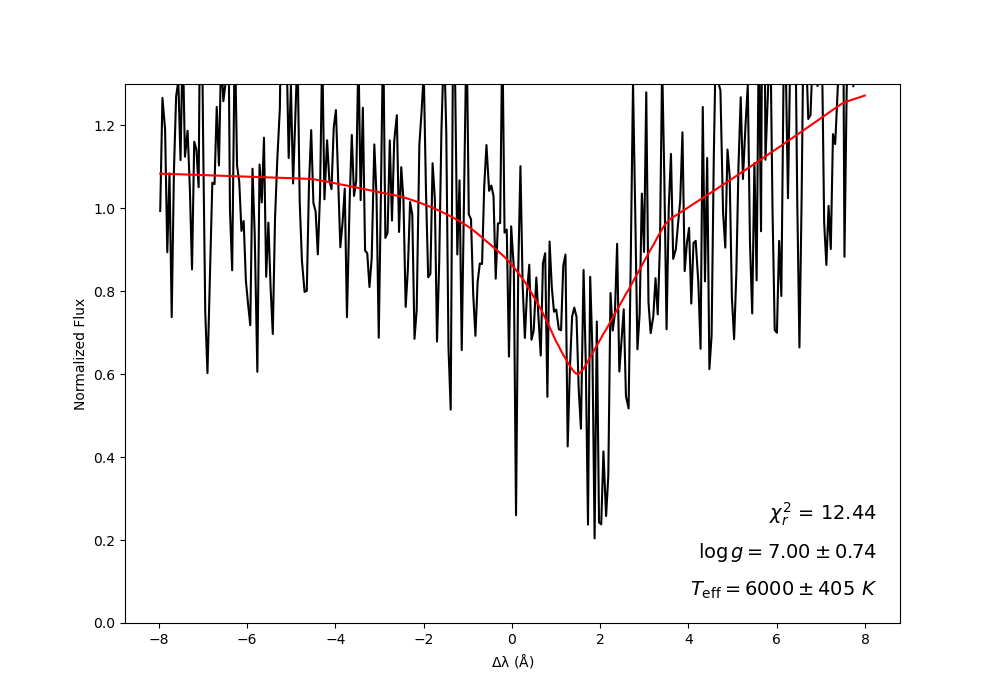 1.2
1.0
0.8
0.6
0.4
0.2
0.0
Normalized Flux
χ²ᵣ = 12.44
log g = 7.00 ± 0.74
T_eff = 6000 ± 405 K
−8 −6 −4 −2 0 2 4 6 8
Δλ (Å)